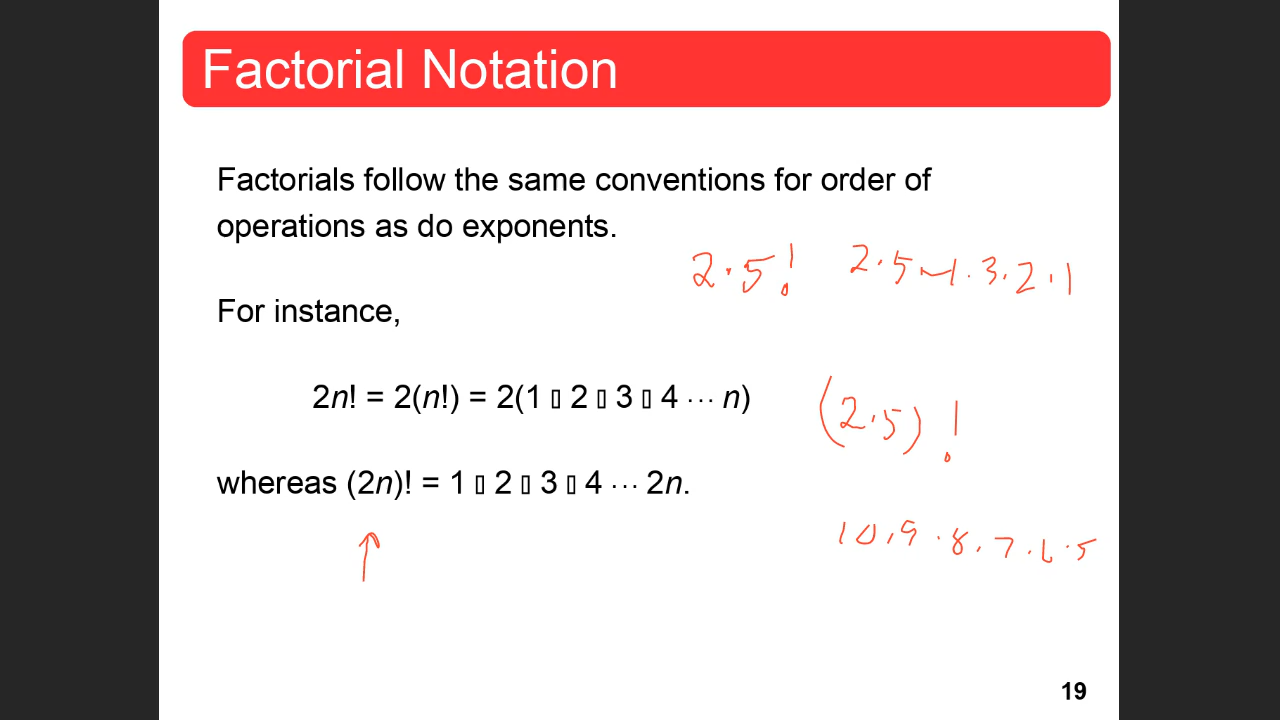 Factorial Notation
Factorials follow the same conventions for order of
operations as do exponents.
2·5! 2·5·4·3·2·1
For instance,
2n! = 2(n!) = 2(1 ▯ 2 ▯ 3 ▯ 4 ··· n)
(2·5)!
whereas (2n)! = 1 ▯ 2 ▯ 3 ▯ 4 ··· 2n.
10·9·8·7·6·5
19